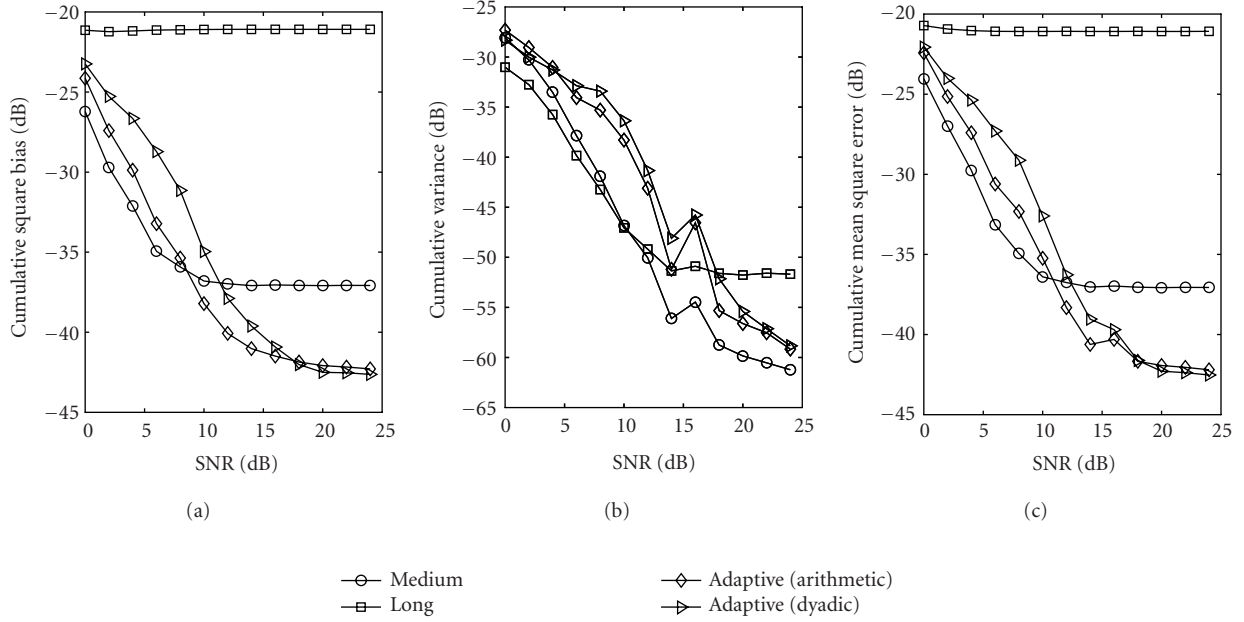 Cumulative square bias (dB)
−20
−25
−30
−35
−40
−45
0 5 10 15 20 25
SNR (dB)
(a)
Cumulative variance (dB)
−25
−30
−35
−40
−45
−50
−55
−60
−65
0 5 10 15 20 25
SNR (dB)
(b)
Cumulative mean square error (dB)
−20
−25
−30
−35
−40
−45
0 5 10 15 20 25
SNR (dB)
(c)
Medium
Long
Adaptive (arithmetic)
Adaptive (dyadic)